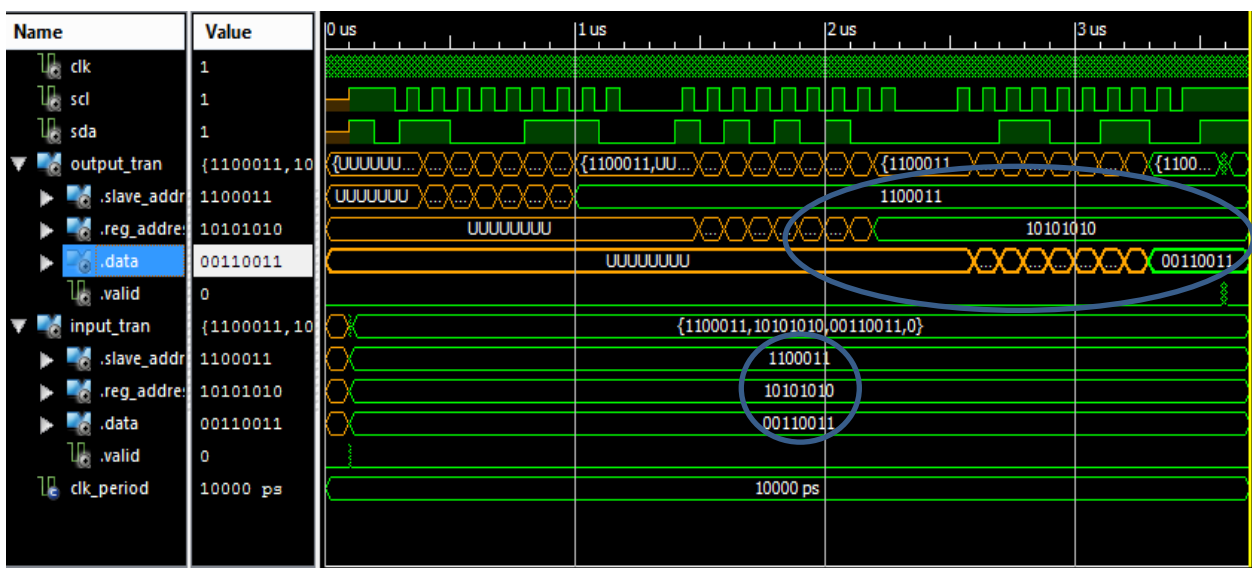 Name Value 0 us 1 us 2 us 3 us
clk 1
scl 1
sda 1
output_tran {1100011,10 {UUUUUU... ... ... ... ... ... ... {1100011,UU... ... ... ... ... ... ... {1100011... ... ... ... ... ... ... {1100...
.slave_addr 1100011 UUUUUUU ... ... ... ... ... ... 1100011
.reg_addre: 10101010 UUUUUUUU ... ... ... ... ... ... 10101010
.data 00110011 UUUUUUUU ... ... ... ... ... ... 00110011
.valid 0
input_tran {1100011,10 {1100011,10101010,00110011,0}
.slave_addr 1100011 1100011
.reg_addre: 10101010 10101010
.data 00110011 00110011
.valid 0
clk_period 10000 ps 10000 ps